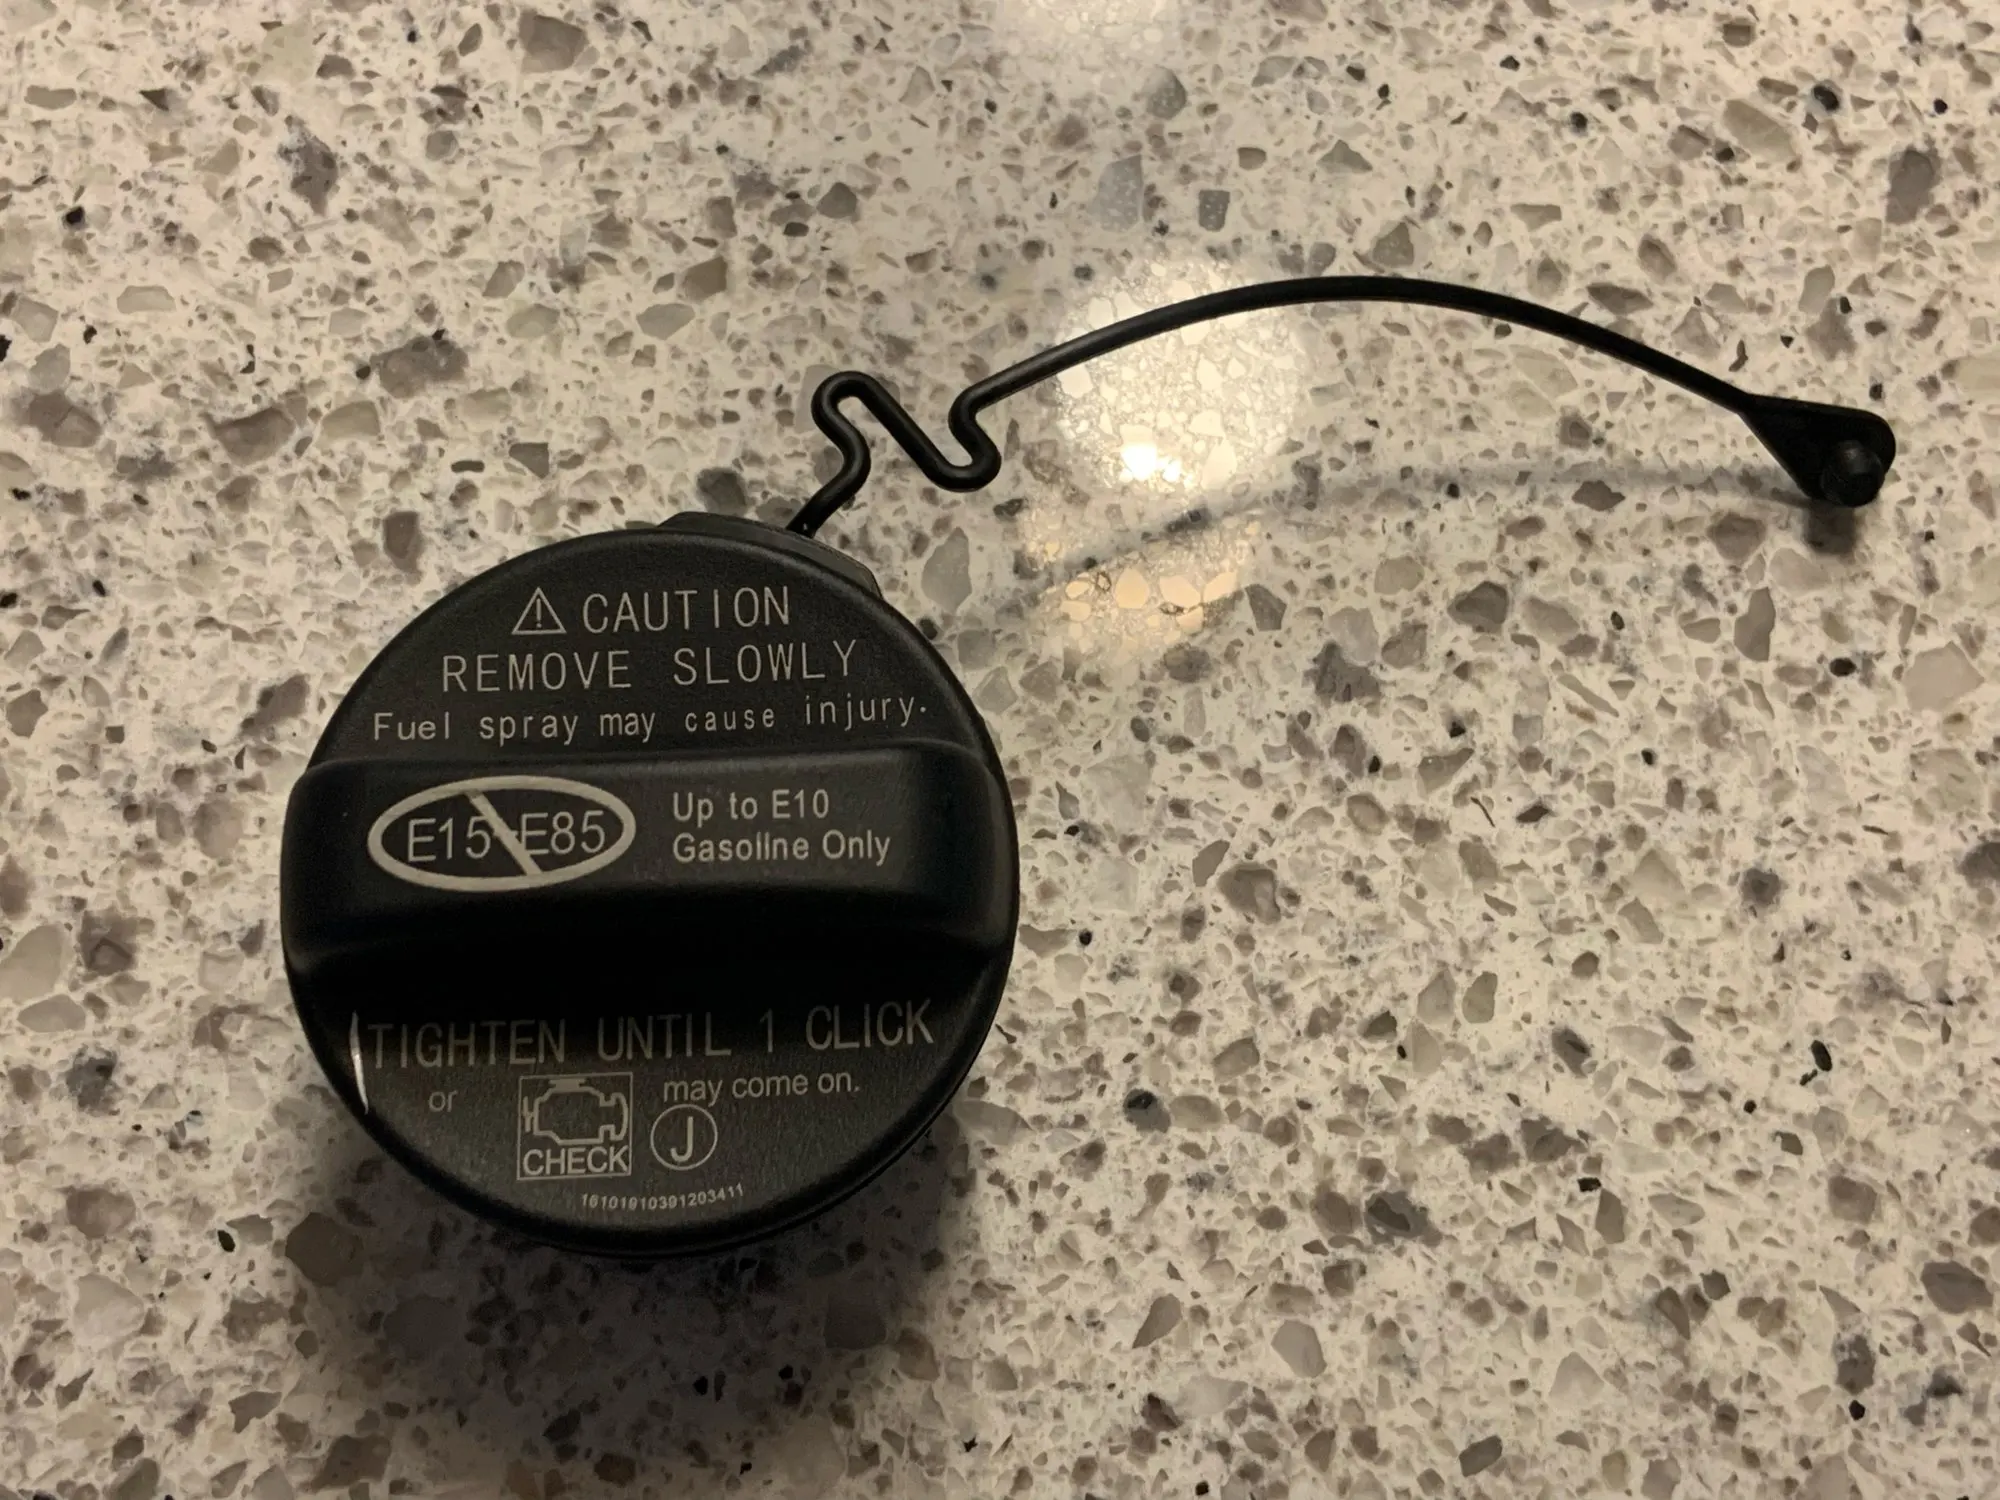 ⚠ CAUTION
REMOVE SLOWLY
Fuel spray may cause injury.
E15-E85
Up to E10
Gasoline Only
TIGHTEN UNTIL 1 CLICK
or CHECK may come on.
J
16101910391203411